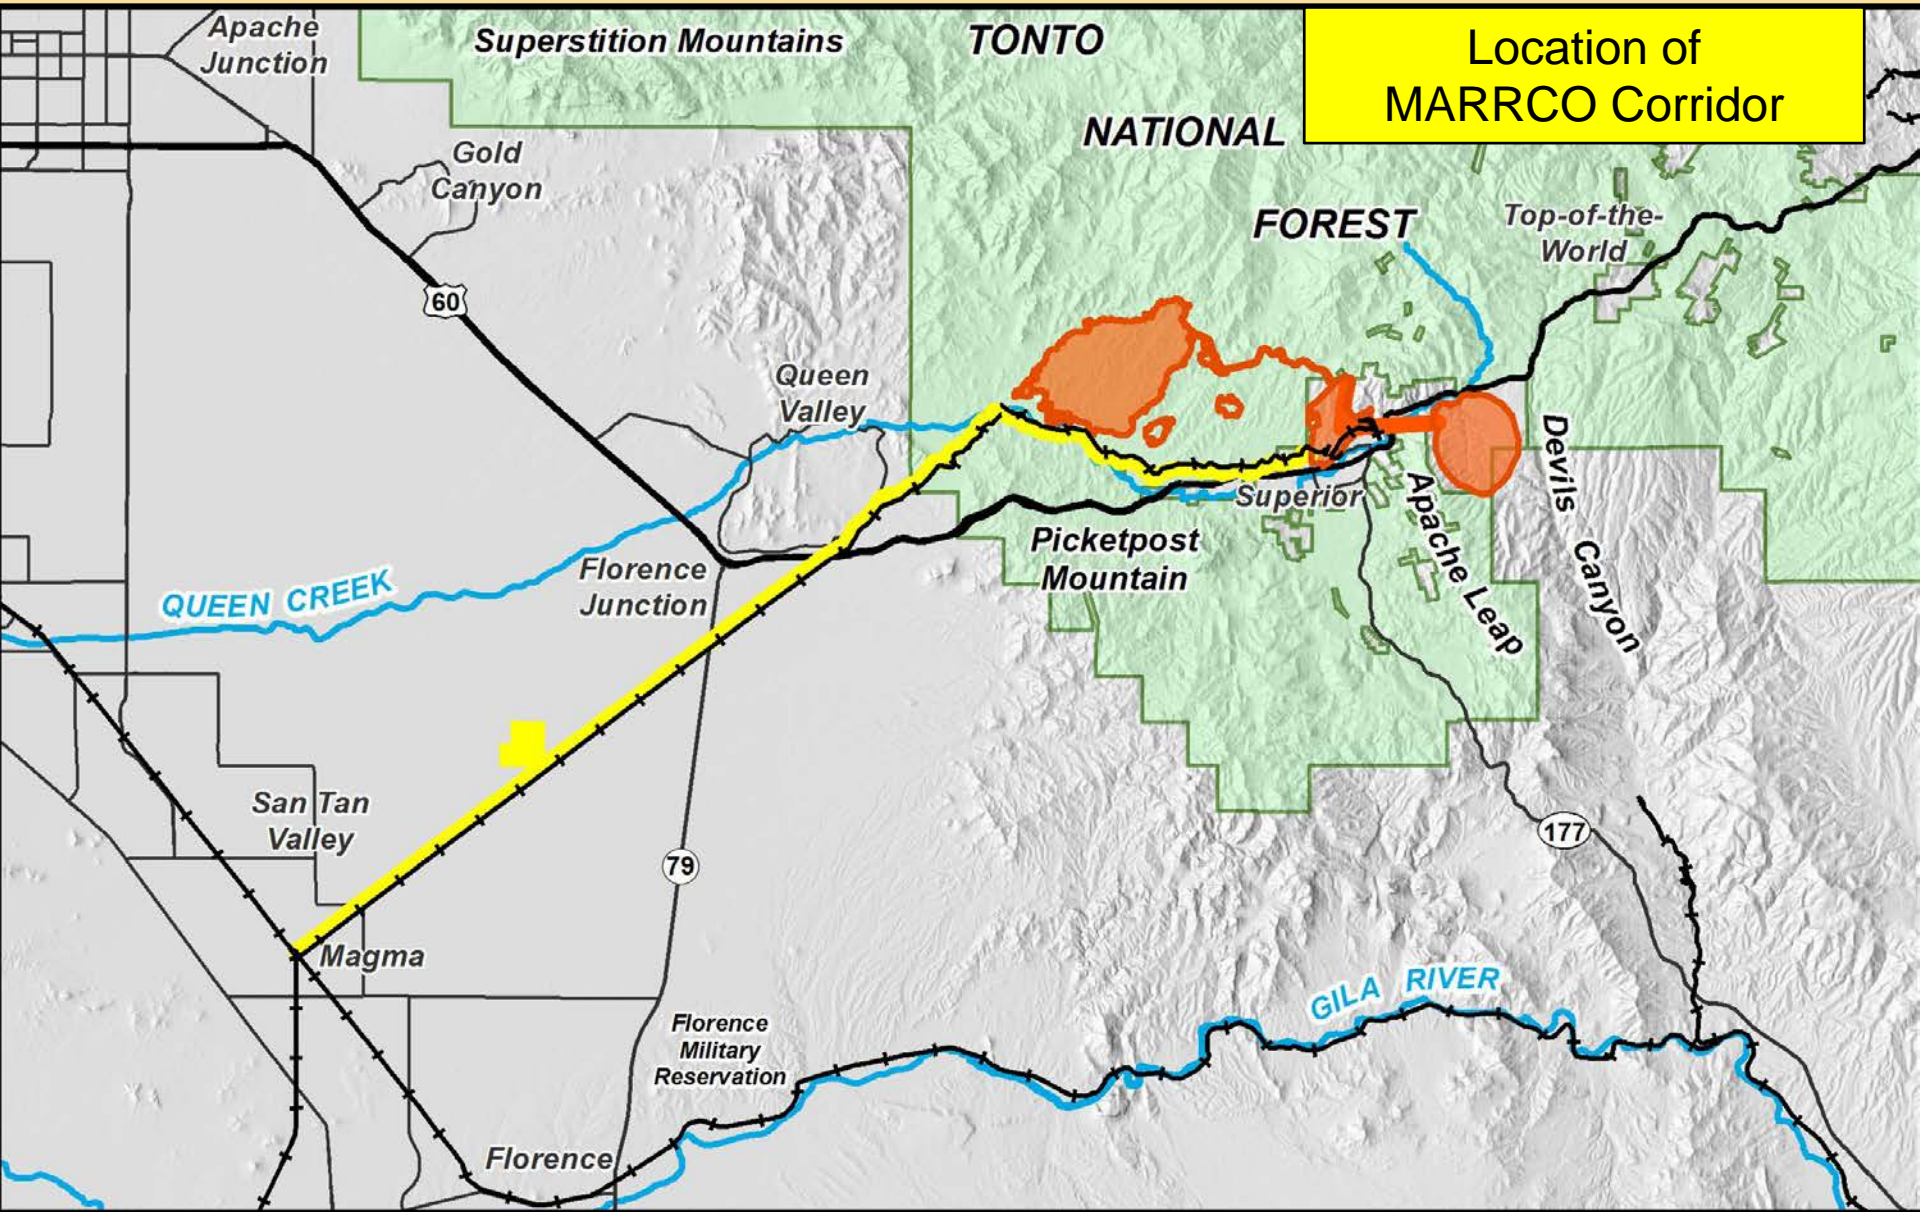 Location of
MARRCO Corridor
Apache
Junction
Superstition Mountains
TONTO
NATIONAL
FOREST
Gold
Canyon
Top-of-the-
World
60
Queen
Valley
Superior
Devils Canyon
Apache Leap
Picketpost
Mountain
Florence
Junction
QUEEN CREEK
San Tan
Valley
79
177
Magma
GILA RIVER
Florence
Military
Reservation
Florence